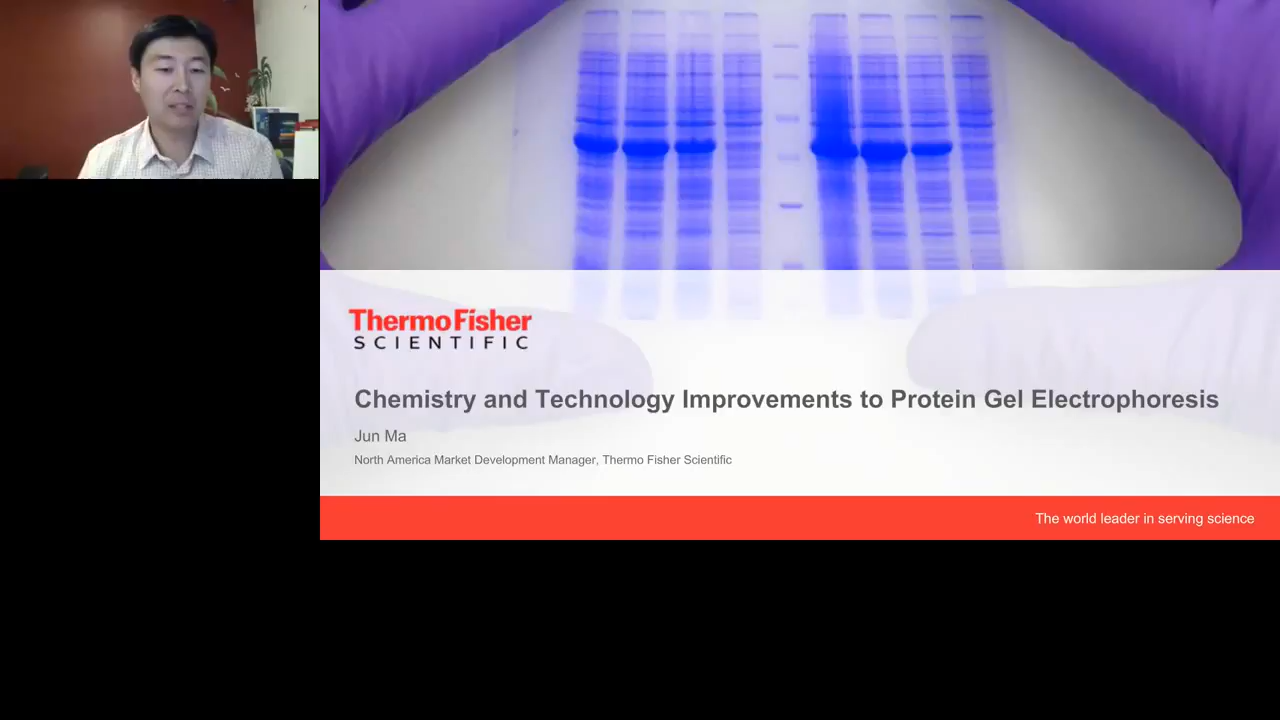 ThermoFisher
SCIENTIFIC
Chemistry and Technology Improvements to Protein Gel Electrophoresis
Jun Ma
North America Market Development Manager, Thermo Fisher Scientific
The world leader in serving science